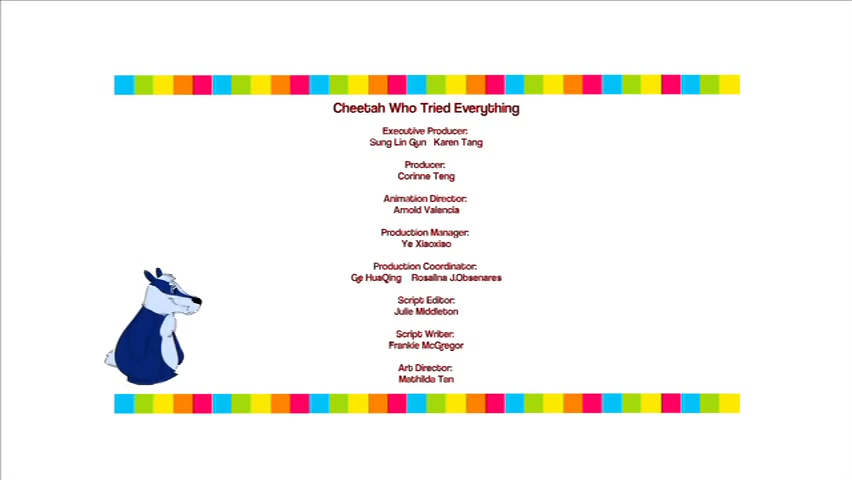 Cheetah Who Tried Everything
Executive Producer:
Sung Lin Gun Karen Tang
Producer:
Corinne Teng
Animation Director:
Arnold Valencia
Production Manager:
Ye Xiaoxiao
Production Coordinator:
Ge HuaQing Rosalina J.Obsenares
Script Editor:
Julie Middleton
Script Writer:
Frankie McGregor
Art Director:
Mathilda Tan